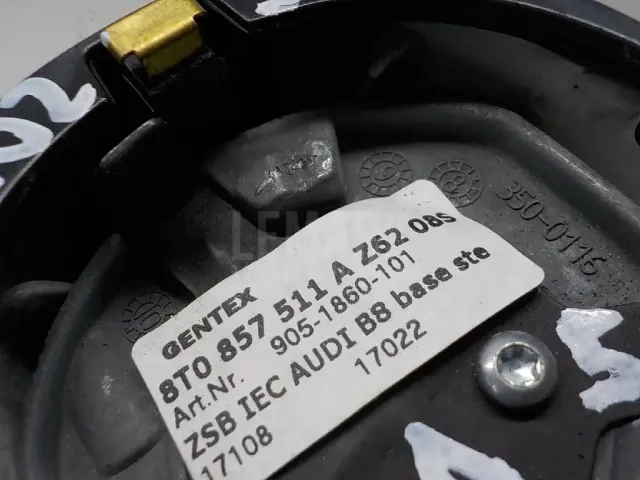 GENTEX
8T0 857 511 A Z62 08S
Art.Nr. 905-1860-101
ZSB IEC AUDI B8 base ste
17108 17022
350-0116